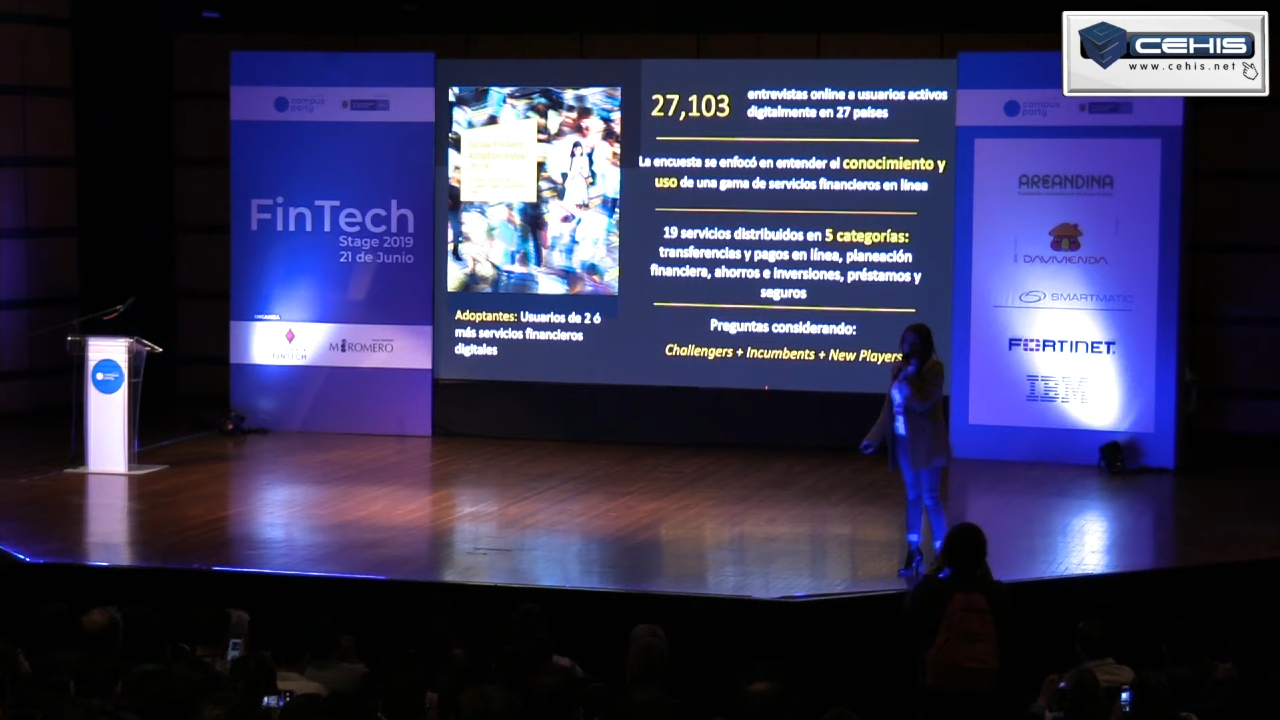 CEHIS
www.cehis.net
campus
party
FinTech
Stage 2019
21 de Junio
ORGANIZA
FINTECH
M ROMERO
27,103
entrevistas online a usuarios activos
digitalmente en 27 países
La encuesta se enfocó en entender el conocimiento y
uso de una gama de servicios financieros en línea
19 servicios distribuidos en 5 categorías:
transferencias y pagos en línea, planeación
financiera, ahorros e inversiones, préstamos y
seguros
Preguntas considerando:
Challengers + Incumbents + New Players
Adoptantes: Usuarios de 2 ó
más servicios financieros
digitales
campus
party
AREANDINA
DAVIVIENDA
SMARTMATIC
FORTINET
IBM